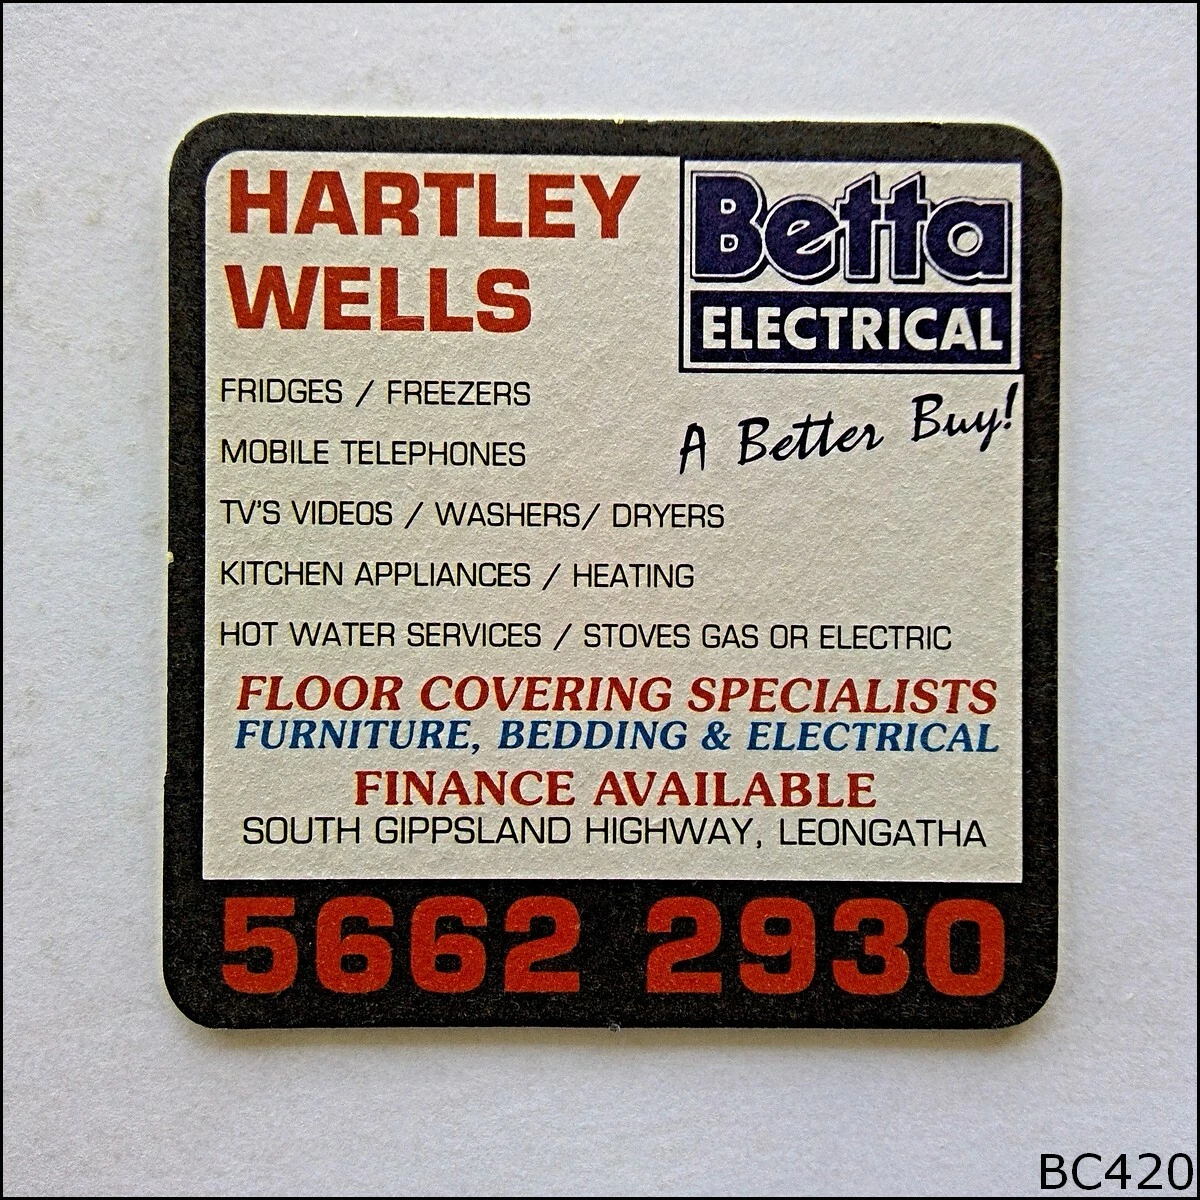 HARTLEY
WELLS
Betta
ELECTRICAL
A Better Buy!
FRIDGES / FREEZERS
MOBILE TELEPHONES
TV'S VIDEOS / WASHERS/ DRYERS
KITCHEN APPLIANCES / HEATING
HOT WATER SERVICES / STOVES GAS OR ELECTRIC
FLOOR COVERING SPECIALISTS
FURNITURE, BEDDING & ELECTRICAL
FINANCE AVAILABLE
SOUTH GIPPSLAND HIGHWAY, LEONGATHA
5662 2930
BC420